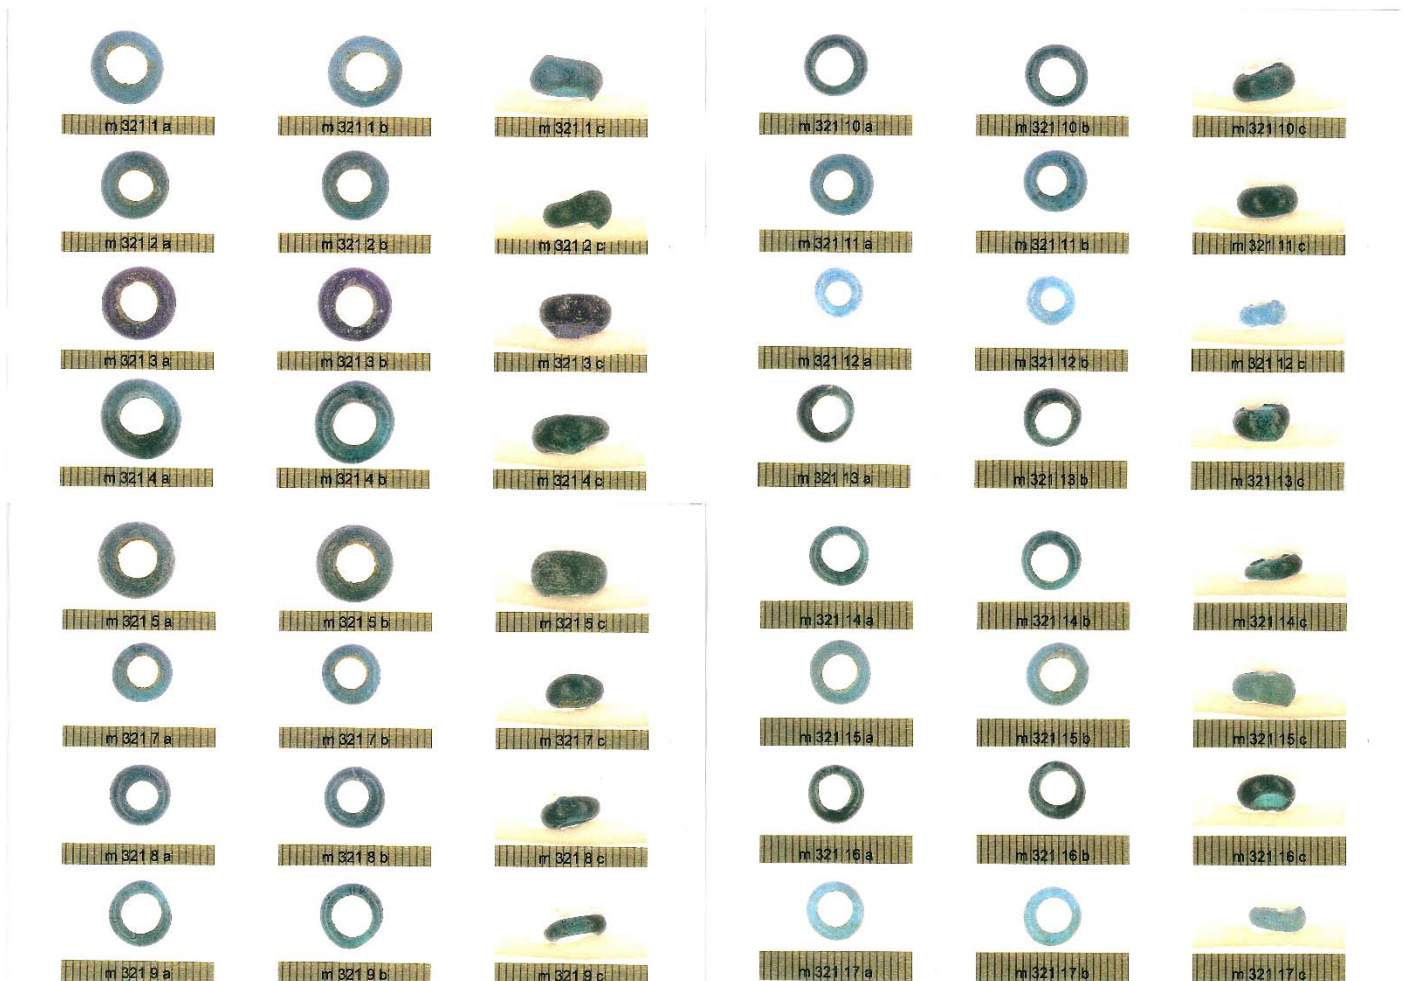 m 321 1 a m 321 1 b m 321 1 c
m 321 2 a m 321 2 b m 321 2 c
m 321 3 a m 321 3 b m 321 3 c
m 321 4 a m 321 4 b m 321 4 c
m 321 5 a m 321 5 b m 321 5 c
m 321 7 a m 321 7 b m 321 7 c
m 321 8 a m 321 8 b m 321 8 c
m 321 9 a m 321 9 b m 321 9 c
m 321 10 a m 321 10 b m 321 10 c
m 321 11 a m 321 11 b m 321 11 c
m 321 12 a m 321 12 b m 321 12 c
m 321 13 a m 321 13 b m 321 13 c
m 321 14 a m 321 14 b m 321 14 c
m 321 15 a m 321 15 b m 321 15 c
m 321 16 a m 321 16 b m 321 16 c
m 321 17 a m 321 17 b m 321 17 c